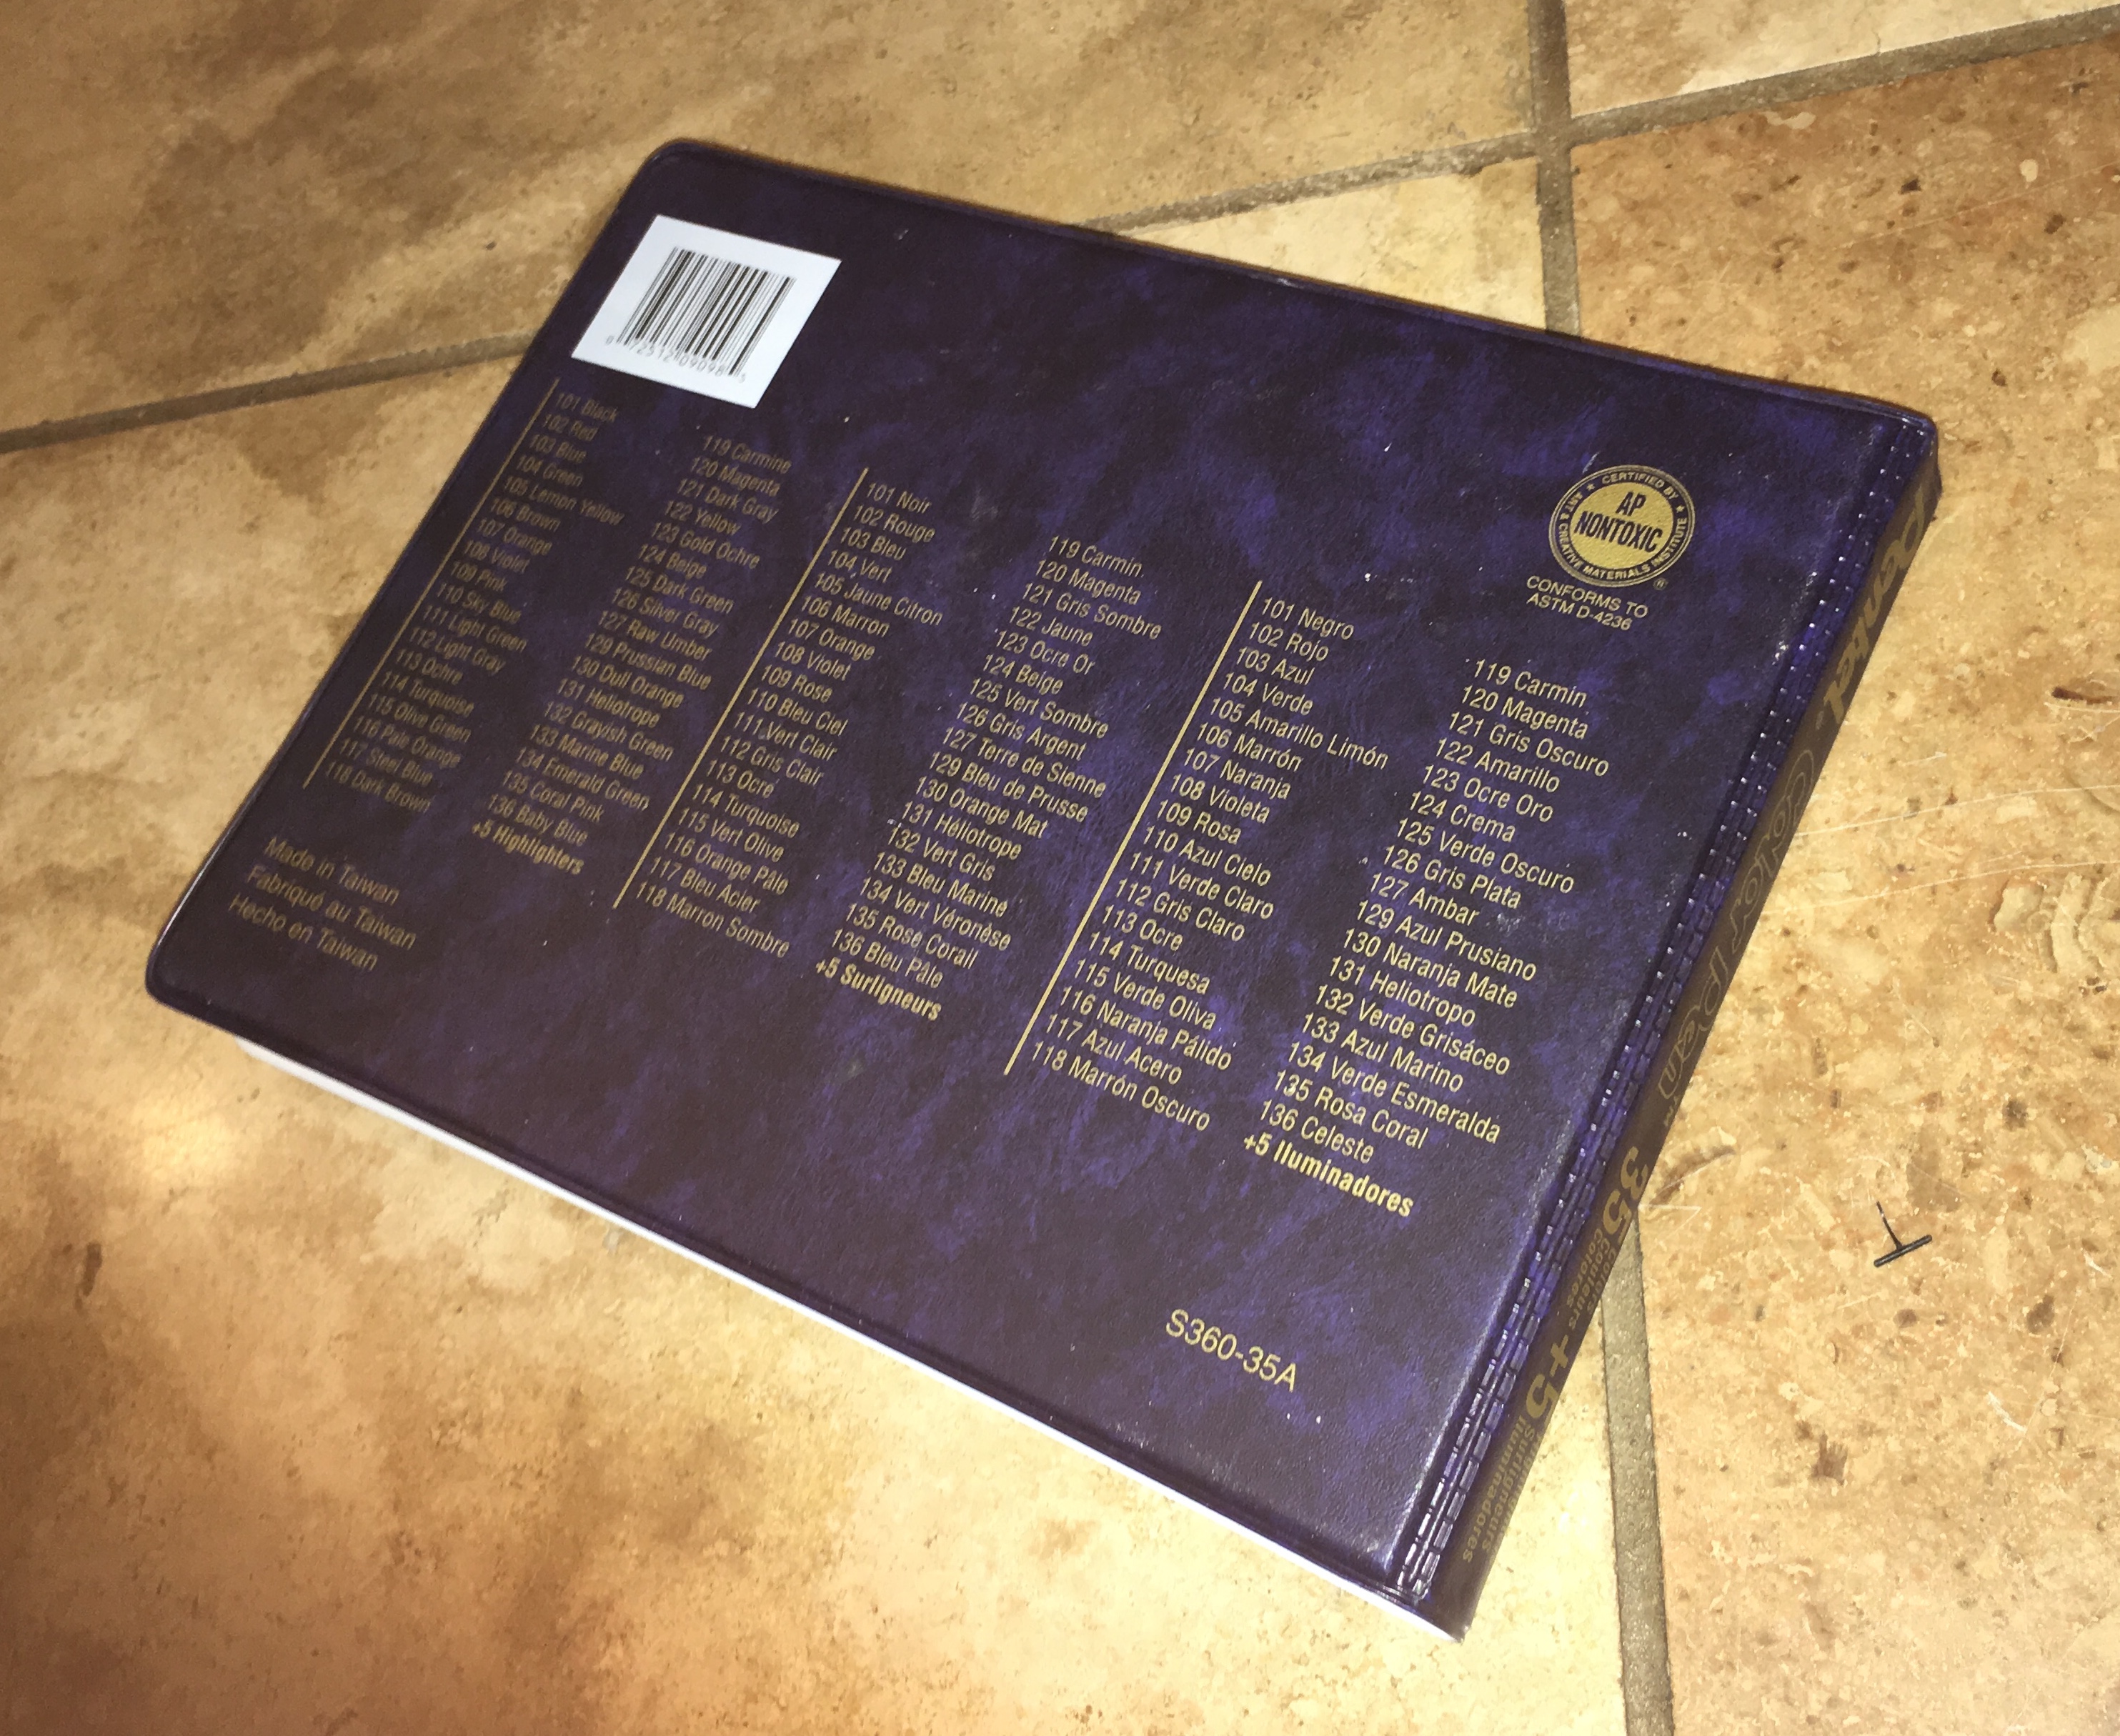 0 72512 09098 5
101 Black
102 Red
103 Blue
104 Green
105 Lemon Yellow
106 Brown
107 Orange
108 Violet
109 Pink
110 Sky Blue
111 Light Green
112 Light Gray
113 Ochre
114 Turquoise
115 Olive Green
116 Pale Orange
117 Steel Blue
118 Dark Brown
119 Carmine
120 Magenta
121 Dark Gray
122 Yellow
123 Gold Ochre
124 Beige
125 Dark Green
126 Silver Gray
127 Raw Umber
129 Prussian Blue
130 Dull Orange
131 Heliotrope
132 Grayish Green
133 Marine Blue
134 Emerald Green
135 Coral Pink
136 Baby Blue
+5 Highlighters
101 Noir
102 Rouge
103 Bleu
104 Vert
105 Jaune Citron
106 Marron
107 Orange
108 Violet
109 Rose
110 Bleu Ciel
111 Vert Clair
112 Gris Clair
113 Ocre
114 Turquoise
115 Vert Olive
116 Orange Pâle
117 Bleu Acier
118 Marron Sombre
119 Carmin
120 Magenta
121 Gris Sombre
122 Jaune
123 Ocre Or
124 Beige
125 Vert Sombre
126 Gris Argent
127 Terre de Sienne
129 Bleu de Prusse
130 Orange Mat
131 Héliotrope
132 Vert Gris
133 Bleu Marine
134 Vert Véronèse
135 Rose Corail
136 Bleu Pâle
+5 Surligneurs
101 Negro
102 Rojo
103 Azul
104 Verde
105 Amarillo Limón
106 Marrón
107 Naranja
108 Violeta
109 Rosa
110 Azul Cielo
111 Verde Claro
112 Gris Claro
113 Ocre
114 Turquesa
115 Verde Oliva
116 Naranja Pálido
117 Azul Acero
118 Marrón Oscuro
119 Carmin
120 Magenta
121 Gris Oscuro
122 Amarillo
123 Ocre Oro
124 Crema
125 Verde Oscuro
126 Gris Plata
127 Ambar
129 Azul Prusiano
130 Naranja Mate
131 Heliotropo
132 Verde Grisáceo
133 Azul Marino
134 Verde Esmeralda
135 Rosa Coral
136 Celeste
+5 Iluminadores
CERTIFIED BY
AP
NONTOXIC
ART & CREATIVE MATERIALS INSTITUTE
®
CONFORMS TO
ASTM D-4236
Made in Taiwan
Fabriqué au Taiwan
Hecho en Taiwan
S360-35A
Color pen
35
Couleurs
Colores
+5
Surligneurs
Iluminadores